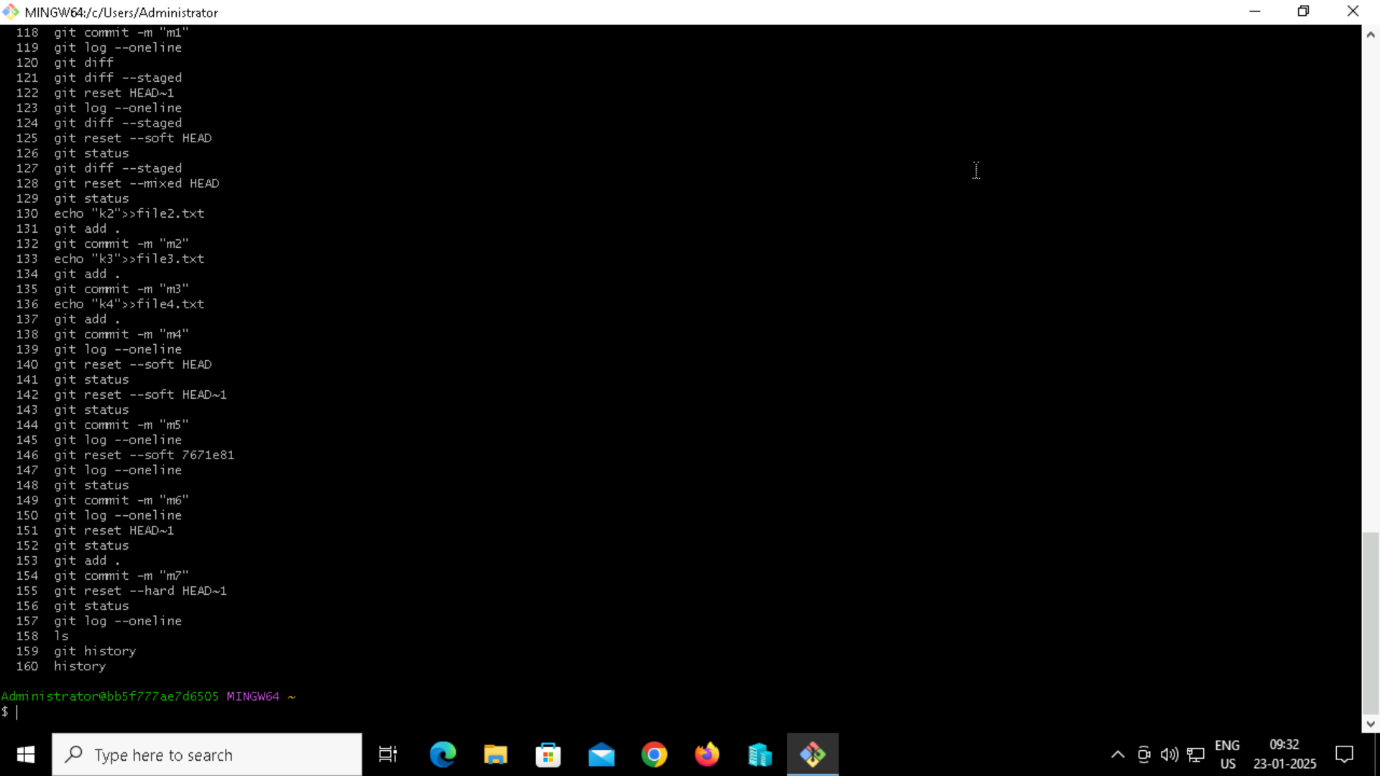 MINGW64:/c/Users/Administrator
118 git commit -m "m1"
119 git log --oneline
120 git diff
121 git diff --staged
122 git reset HEAD~1
123 git log --oneline
124 git diff --staged
125 git reset --soft HEAD
126 git status
127 git diff --staged
128 git reset --mixed HEAD
129 git status
130 echo "k2">>file2.txt
131 git add .
132 git commit -m "m2"
133 echo "k3">>file3.txt
134 git add .
135 git commit -m "m3"
136 echo "k4">>file4.txt
137 git add .
138 git commit -m "m4"
139 git log --oneline
140 git reset --soft HEAD
141 git status
142 git reset --soft HEAD~1
143 git status
144 git commit -m "m5"
145 git log --oneline
146 git reset --soft 7671e81
147 git log --oneline
148 git status
149 git commit -m "m6"
150 git log --oneline
151 git reset HEAD~1
152 git status
153 git add .
154 git commit -m "m7"
155 git reset --hard HEAD~1
156 git status
157 git log --oneline
158 ls
159 git history
160 history
Administrator@bb5f777ae7d6505 MINGW64 ~
$
Type here to search
ENG
US
09:32
23-01-2025